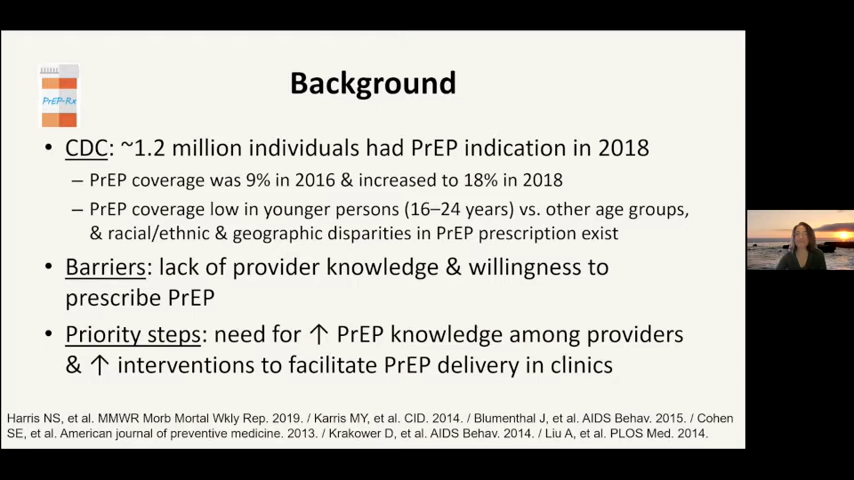 Background
PrEP-Rx
• CDC: ~1.2 million individuals had PrEP indication in 2018
– PrEP coverage was 9% in 2016 & increased to 18% in 2018
– PrEP coverage low in younger persons (16–24 years) vs. other age groups,
& racial/ethnic & geographic disparities in PrEP prescription exist
• Barriers: lack of provider knowledge & willingness to
prescribe PrEP
• Priority steps: need for ↑ PrEP knowledge among providers
& ↑ interventions to facilitate PrEP delivery in clinics
Harris NS, et al. MMWR Morb Mortal Wkly Rep. 2019. / Karris MY, et al. CID. 2014. / Blumenthal J, et al. AIDS Behav. 2015. / Cohen
SE, et al. American journal of preventive medicine. 2013. / Krakower D, et al. AIDS Behav. 2014. / Liu A, et al. PLOS Med. 2014.